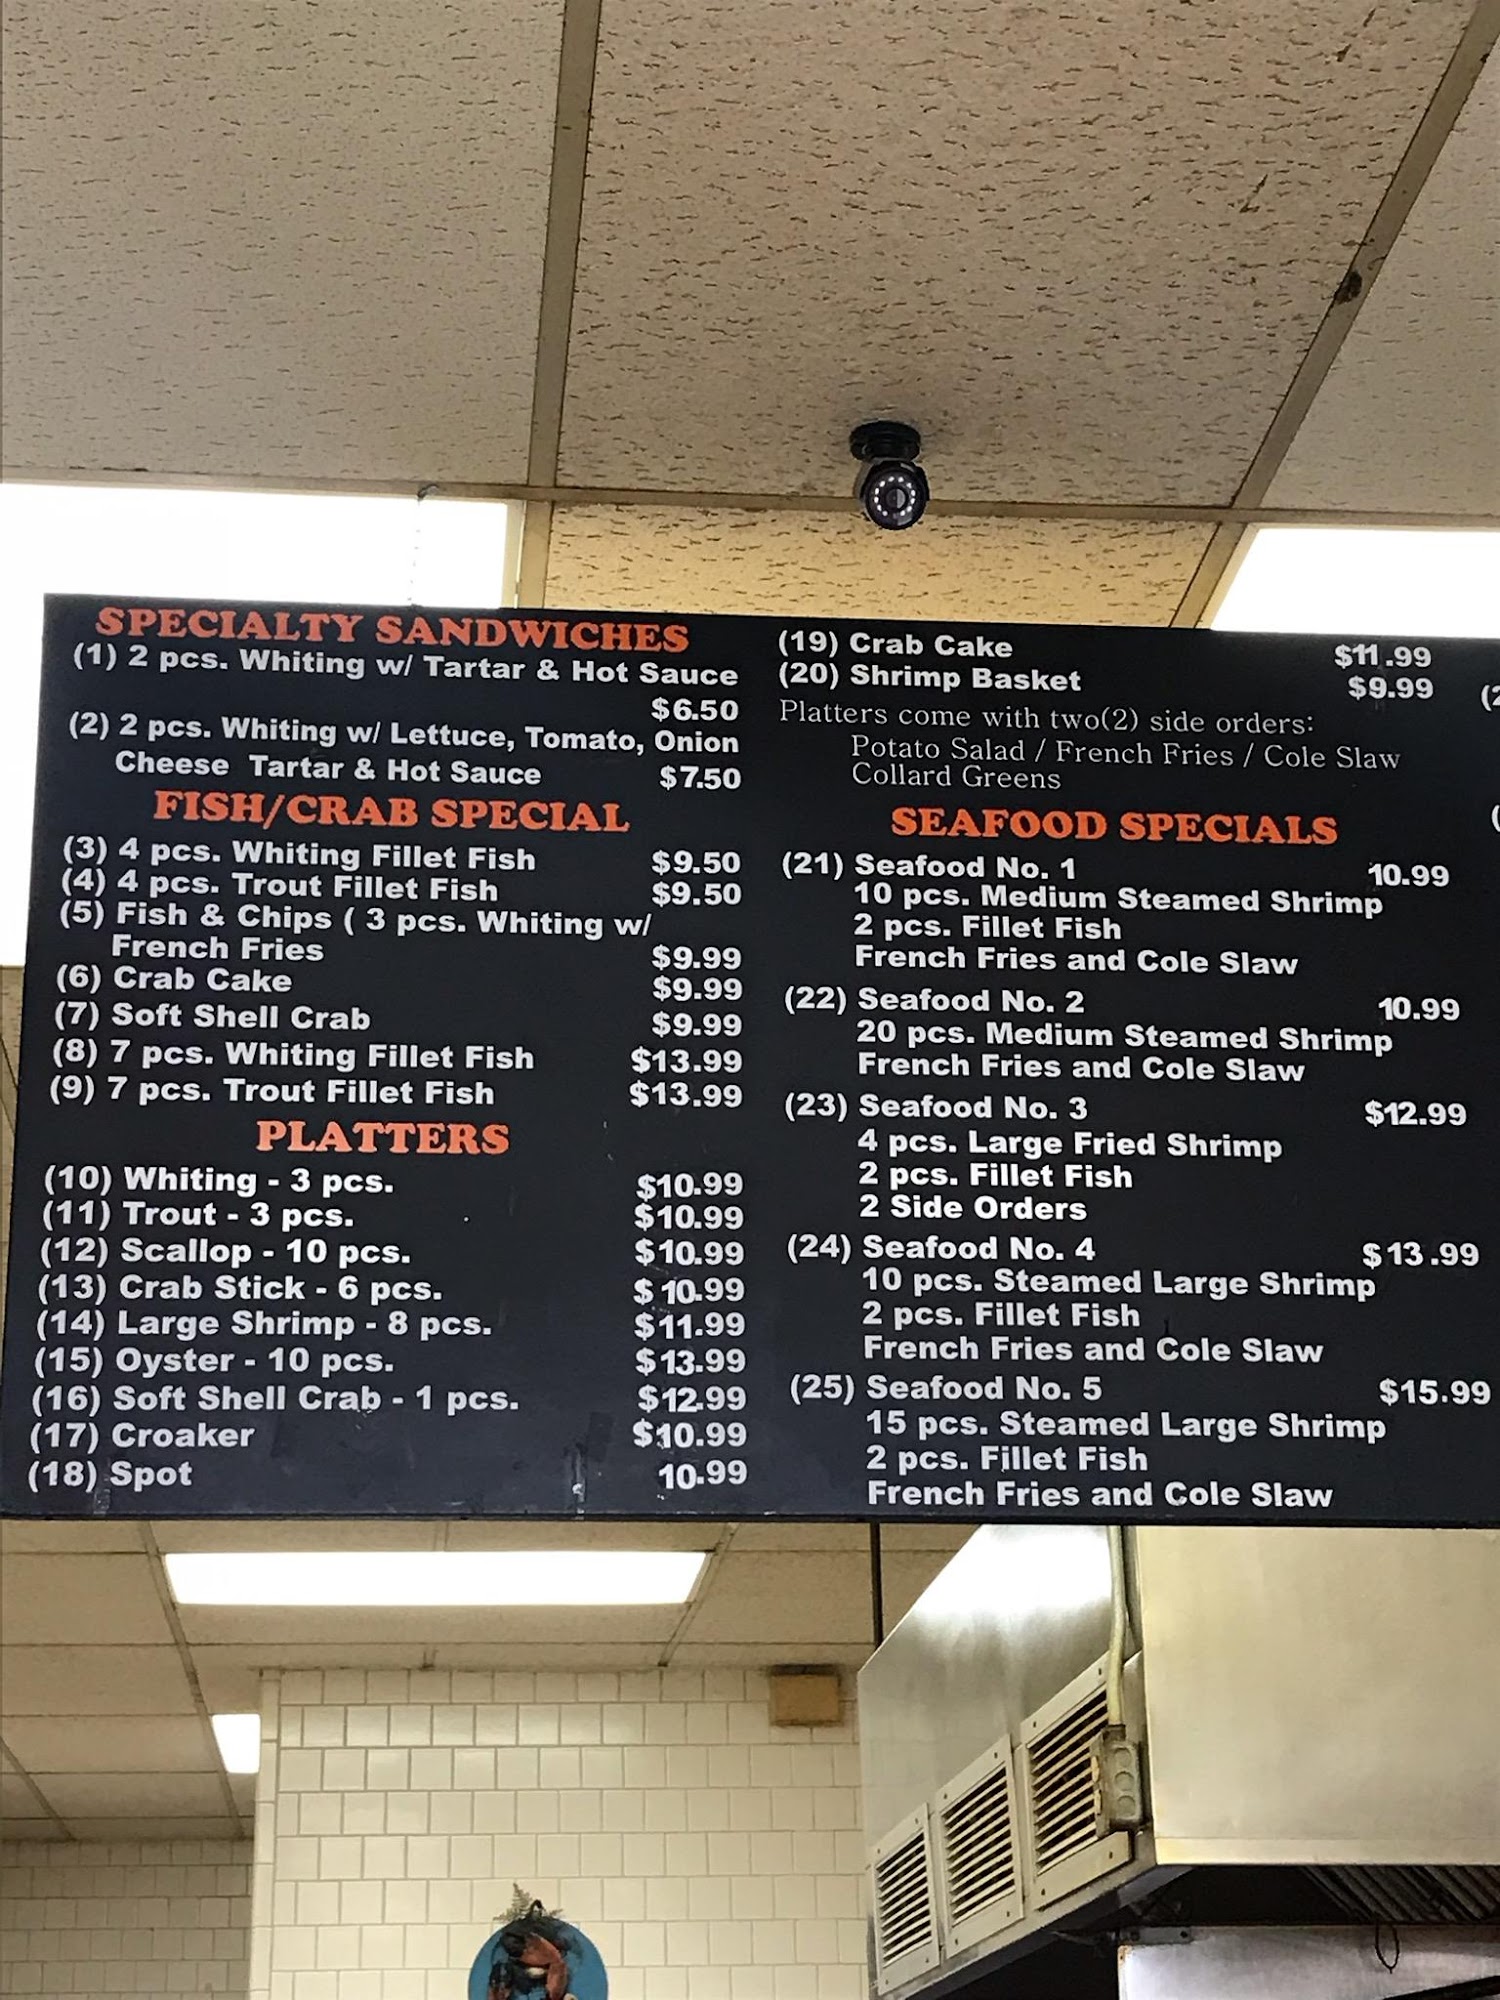 SPECIALTY SANDWICHES
(1) 2 pcs. Whiting w/ Tartar & Hot Sauce
$6.50
(2) 2 pcs. Whiting w/ Lettuce, Tomato, Onion
Cheese Tartar & Hot Sauce $7.50
FISH/CRAB SPECIAL
(3) 4 pcs. Whiting Fillet Fish $9.50
(4) 4 pcs. Trout Fillet Fish $9.50
(5) Fish & Chips ( 3 pcs. Whiting w/
French Fries $9.99
(6) Crab Cake $9.99
(7) Soft Shell Crab $9.99
(8) 7 pcs. Whiting Fillet Fish $13.99
(9) 7 pcs. Trout Fillet Fish $13.99
PLATTERS
(10) Whiting - 3 pcs. $10.99
(11) Trout - 3 pcs. $10.99
(12) Scallop - 10 pcs. $10.99
(13) Crab Stick - 6 pcs. $10.99
(14) Large Shrimp - 8 pcs. $11.99
(15) Oyster - 10 pcs. $13.99
(16) Soft Shell Crab - 1 pcs. $12.99
(17) Croaker $10.99
(18) Spot 10.99
(19) Crab Cake $11.99
(20) Shrimp Basket $9.99
Platters come with two(2) side orders:
Potato Salad / French Fries / Cole Slaw
Collard Greens
SEAFOOD SPECIALS
(21) Seafood No. 1 10.99
10 pcs. Medium Steamed Shrimp
2 pcs. Fillet Fish
French Fries and Cole Slaw
(22) Seafood No. 2 10.99
20 pcs. Medium Steamed Shrimp
French Fries and Cole Slaw
(23) Seafood No. 3 $12.99
4 pcs. Large Fried Shrimp
2 pcs. Fillet Fish
2 Side Orders
(24) Seafood No. 4 $13.99
10 pcs. Steamed Large Shrimp
2 pcs. Fillet Fish
French Fries and Cole Slaw
(25) Seafood No. 5 $15.99
15 pcs. Steamed Large Shrimp
2 pcs. Fillet Fish
French Fries and Cole Slaw